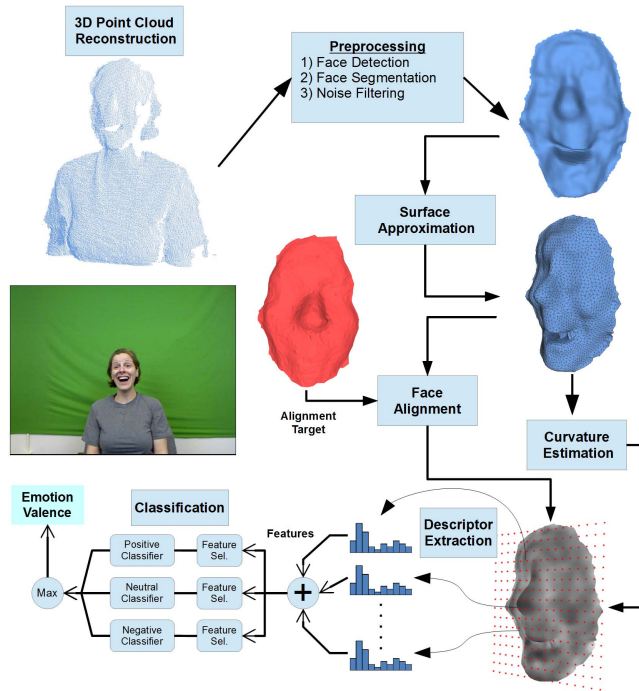 3D Point Cloud
Reconstruction
Preprocessing
1) Face Detection
2) Face Segmentation
3) Noise Filtering
Surface
Approximation
Face
Alignment
Alignment
Target
Curvature
Estimation
Emotion
Valence
Classification
Features
Descriptor
Extraction
Positive
Classifier
Feature
Sel.
Max
Neutral
Classifier
Feature
Sel.
+
Negative
Classifier
Feature
Sel.